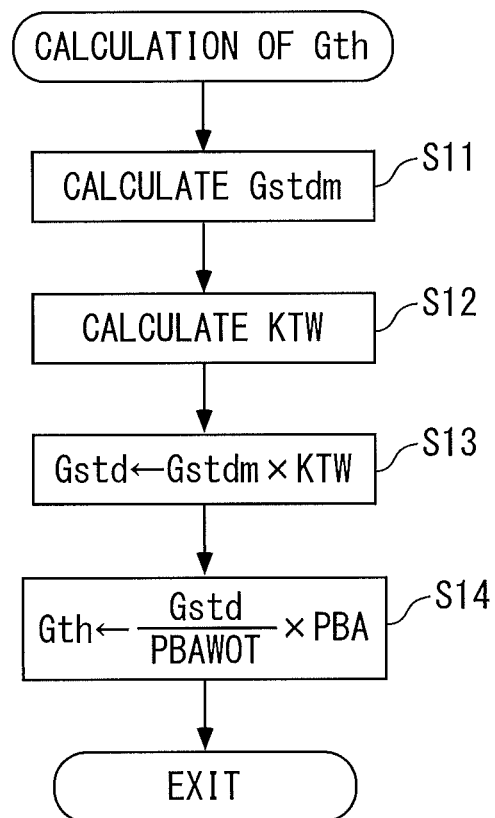 CALCULATION OF Gth
CALCULATE Gstdm
S11
CALCULATE KTW
S12
Gstd←Gstdm×KTW
S13
Gth← Gstd/PBAWOT ×PBA
S14
EXIT